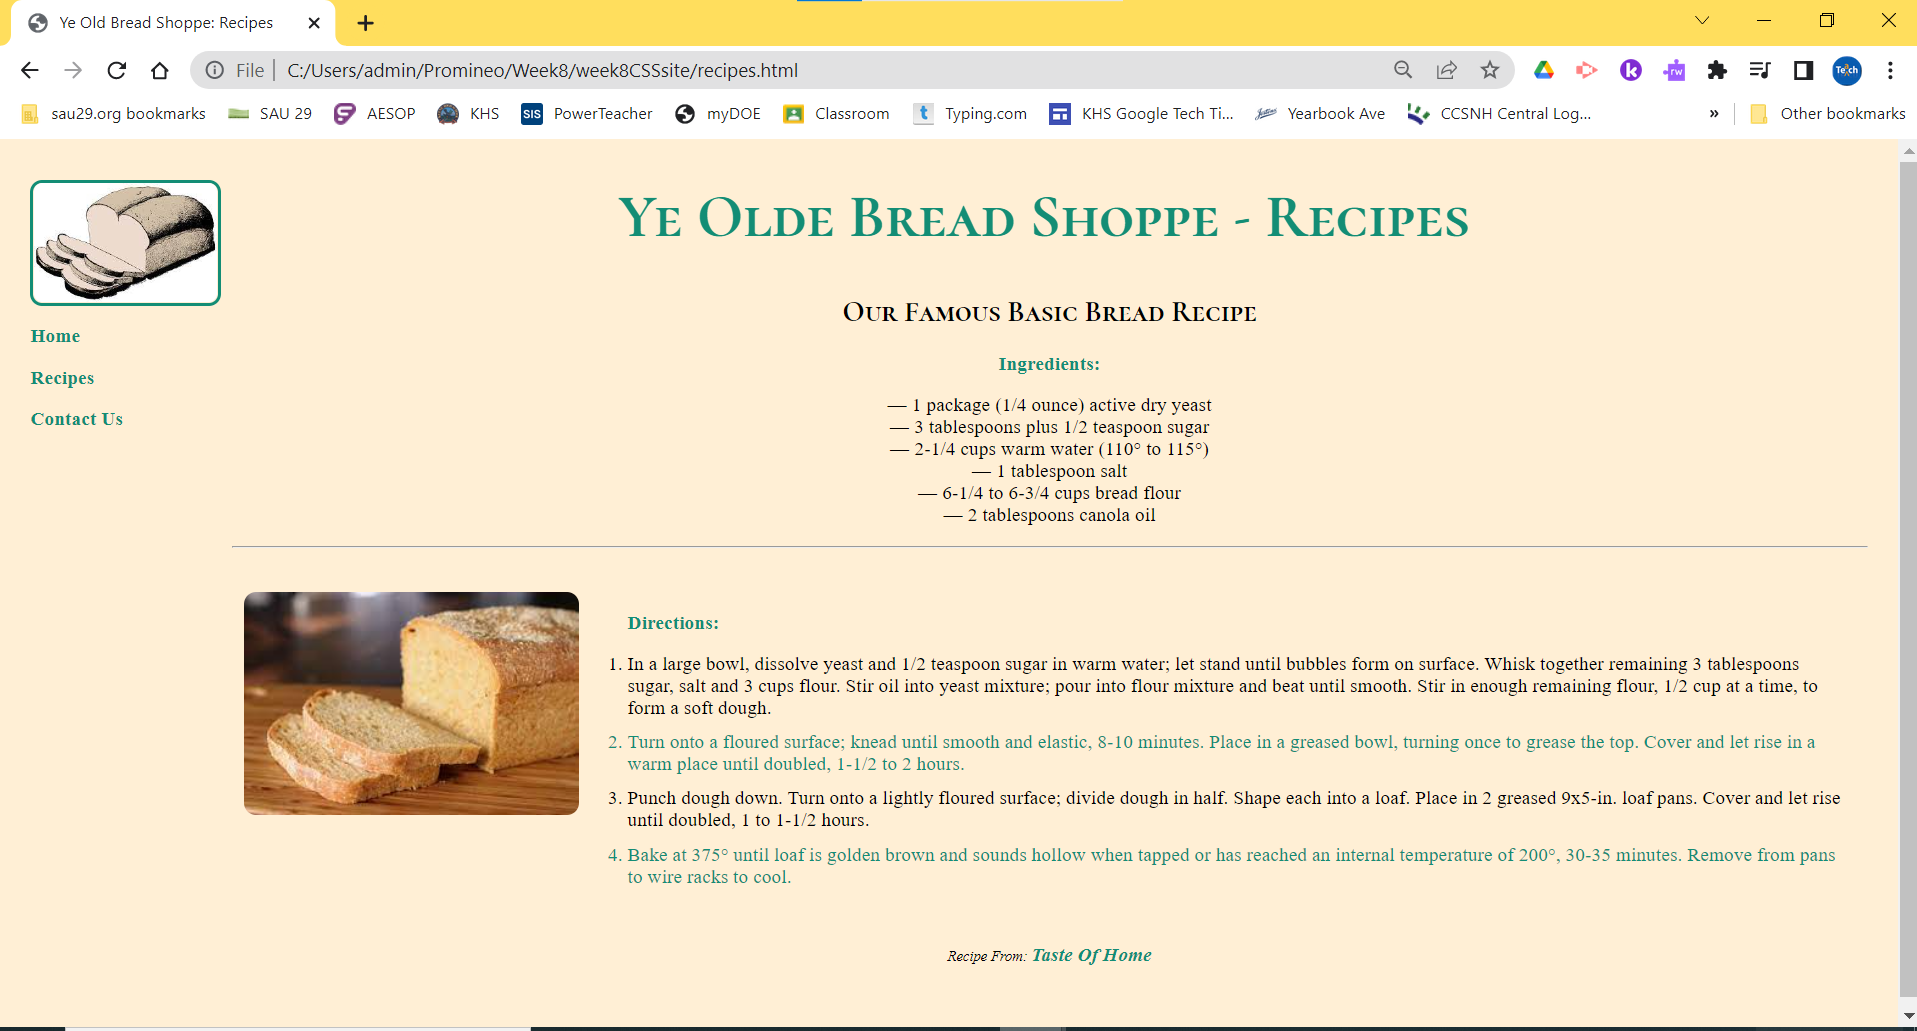 Ye Old Bread Shoppe: Recipes
File | C:/Users/admin/Promineo/Week8/week8CSSsite/recipes.html
rw
Te@ch
sau29.org bookmarks
SAU 29
AESOP
KHS
SIS PowerTeacher
myDOE
Classroom
t Typing.com
KHS Google Tech Ti...
Yearbook Ave
CCSNH Central Log...
»
Other bookmarks
Home
Recipes
Contact Us
Ye Olde Bread Shoppe - Recipes
Our Famous Basic Bread Recipe
Ingredients:
— 1 package (1/4 ounce) active dry yeast
— 3 tablespoons plus 1/2 teaspoon sugar
— 2-1/4 cups warm water (110° to 115°)
— 1 tablespoon salt
— 6-1/4 to 6-3/4 cups bread flour
— 2 tablespoons canola oil
Directions:
1. In a large bowl, dissolve yeast and 1/2 teaspoon sugar in warm water; let stand until bubbles form on surface. Whisk together remaining 3 tablespoons
sugar, salt and 3 cups flour. Stir oil into yeast mixture; pour into flour mixture and beat until smooth. Stir in enough remaining flour, 1/2 cup at a time, to
form a soft dough.
2. Turn onto a floured surface; knead until smooth and elastic, 8-10 minutes. Place in a greased bowl, turning once to grease the top. Cover and let rise in a
warm place until doubled, 1-1/2 to 2 hours.
3. Punch dough down. Turn onto a lightly floured surface; divide dough in half. Shape each into a loaf. Place in 2 greased 9x5-in. loaf pans. Cover and let rise
until doubled, 1 to 1-1/2 hours.
4. Bake at 375° until loaf is golden brown and sounds hollow when tapped or has reached an internal temperature of 200°, 30-35 minutes. Remove from pans
to wire racks to cool.
Recipe From: Taste Of Home